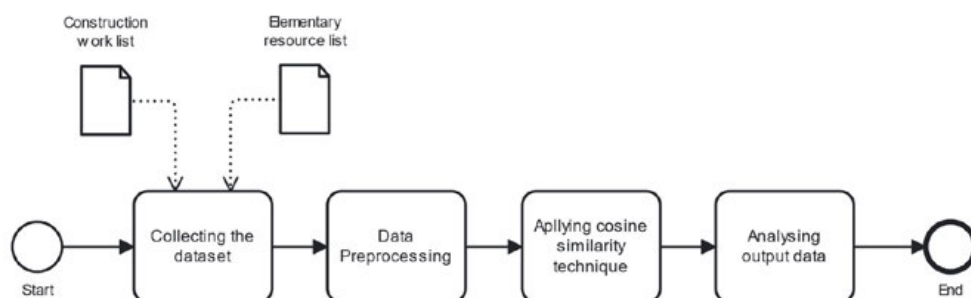 Construction
work list
Elementary
resource list
Collecting the
dataset
Data
Preprocessing
Apllying cosine
similarity
technique
Analysing
output data
Start
End